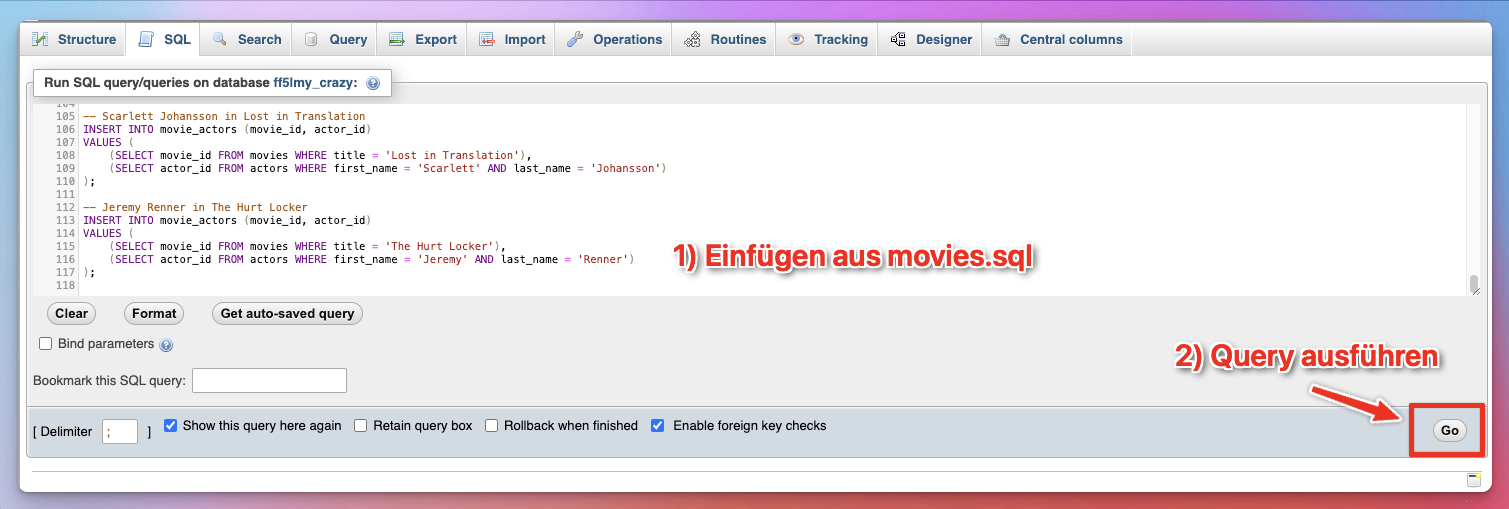 Structure SQL Search Query Export Import Operations Routines Tracking Designer Central columns
Run SQL query/queries on database ff5lmy_crazy:
104
105 -- Scarlett Johansson in Lost in Translation
106 INSERT INTO movie_actors (movie_id, actor_id)
107 VALUES (
108 (SELECT movie_id FROM movies WHERE title = 'Lost in Translation'),
109 (SELECT actor_id FROM actors WHERE first_name = 'Scarlett' AND last_name = 'Johansson')
110 );
111
112 -- Jeremy Renner in The Hurt Locker
113 INSERT INTO movie_actors (movie_id, actor_id)
114 VALUES (
115 (SELECT movie_id FROM movies WHERE title = 'The Hurt Locker'),
116 (SELECT actor_id FROM actors WHERE first_name = 'Jeremy' AND last_name = 'Renner')
117 );
118
1) Einfügen aus movies.sql
Clear Format Get auto-saved query
Bind parameters
2) Query ausführen
Bookmark this SQL query:
[ Delimiter ; ] Show this query here again Retain query box Rollback when finished Enable foreign key checks
Go